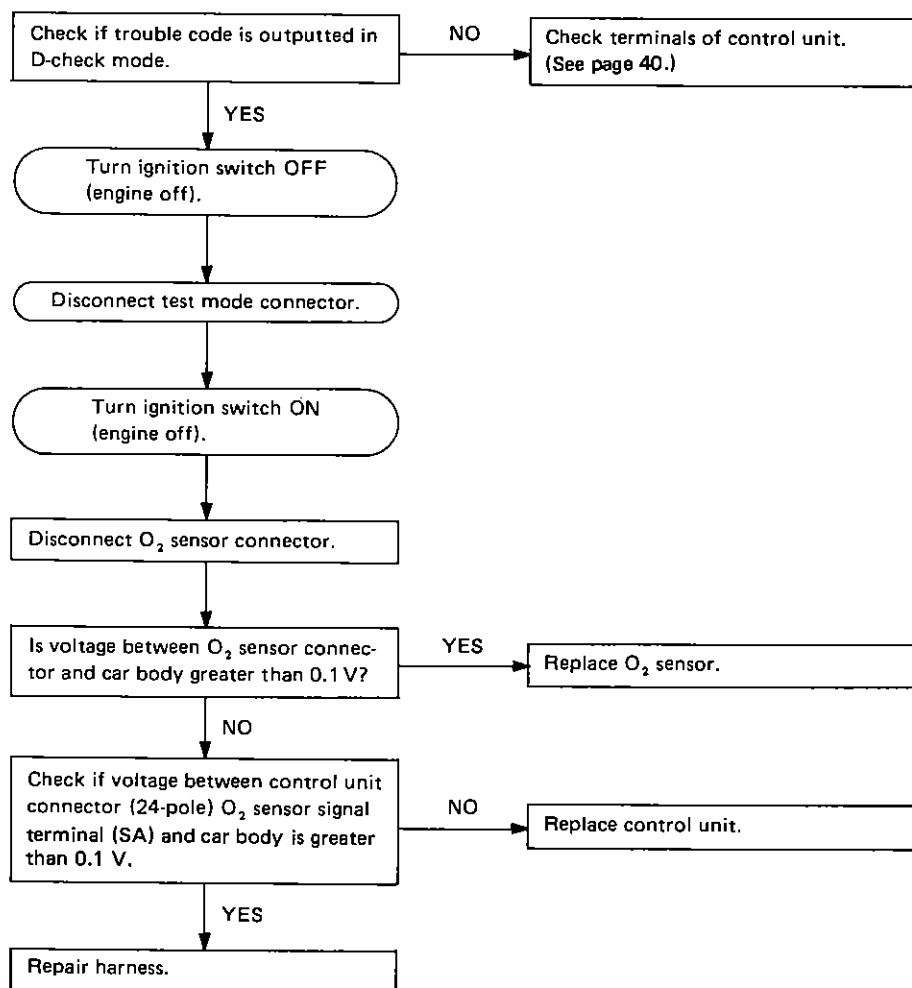 Check if trouble code is outputted in
D-check mode.
NO
Check terminals of control unit.
(See page 40.)
YES
Turn ignition switch OFF
(engine off).
Disconnect test mode connector.
Turn ignition switch ON
(engine off).
Disconnect O₂ sensor connector.
Is voltage between O₂ sensor connec-
tor and car body greater than 0.1 V?
YES
Replace O₂ sensor.
NO
Check if voltage between control unit
connector (24-pole) O₂ sensor signal
terminal (SA) and car body is greater
than 0.1 V.
NO
Replace control unit.
YES
Repair harness.